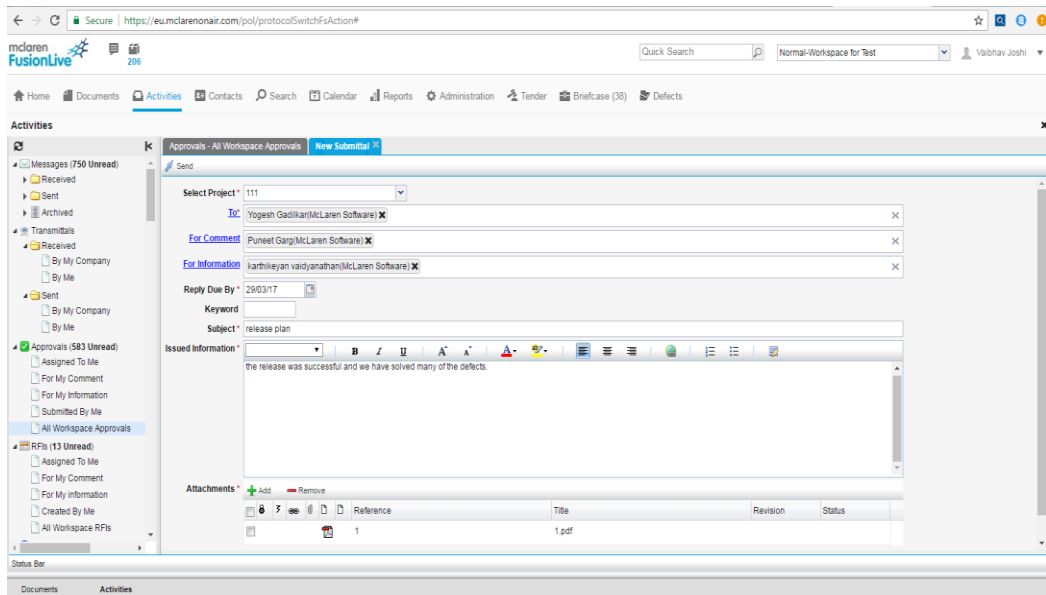 Secure | https://eu.mclarenonair.com/pol/protocolSwitchFsAction#
mclaren
FusionLive
206
Quick Search
Normal-Workspace for Test
Vaibhav Joshi
Home Documents Activities Contacts Search Calendar Reports Administration Tender Briefcase (38) Defects
Activities
Approvals - All Workspace Approvals New Submittal
Messages (750 Unread)
Received
Sent
Archived
Transmittals
Received
By My Company
By Me
Sent
By My Company
By Me
Approvals (583 Unread)
Assigned To Me
For My Comment
For My Information
Submitted By Me
All Workspace Approvals
RFIs (13 Unread)
Assigned To Me
For My Comment
For My information
Created By Me
All Workspace RFIs
Send
Select Project * 111
To* Yogesh Gadilkar(McLaren Software)
For Comment Puneet Garg(McLaren Software)
For Information karthikeyan vaidyanathan(McLaren Software)
Reply Due By * 29/03/17
Keyword
Subject * release plan
Issued Information * B I U A A A ab
the release was successful and we have solved many of the defects.
Attachments * Add Remove
Reference Title Revision Status
1 1.pdf
Status Bar
Documents Activities